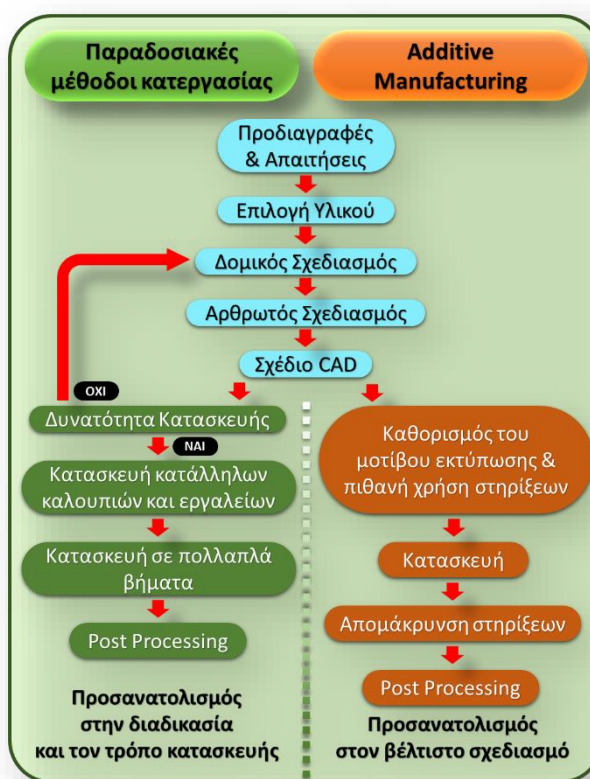 Παραδοσιακές
μέθοδοι κατεργασίας
Additive
Manufacturing
Προδιαγραφές
& Απαιτήσεις
Επιλογή Υλικού
Δομικός Σχεδιασμός
Αρθρωτός Σχεδιασμός
Σχέδιο CAD
ΟΧΙ
Δυνατότητα Κατασκευής
ΝΑΙ
Κατασκευή κατάλληλων
καλουπιών και εργαλείων
Κατασκευή σε πολλαπλά
βήματα
Post Processing
Προσανατολισμός
στην διαδικασία
και τον τρόπο κατασκευής
Καθορισμός του
μοτίβου εκτύπωσης &
πιθανή χρήση στηρίξεων
Κατασκευή
Απομάκρυνση στηρίξεων
Post Processing
Προσανατολισμός
στον βέλτιστο σχεδιασμό